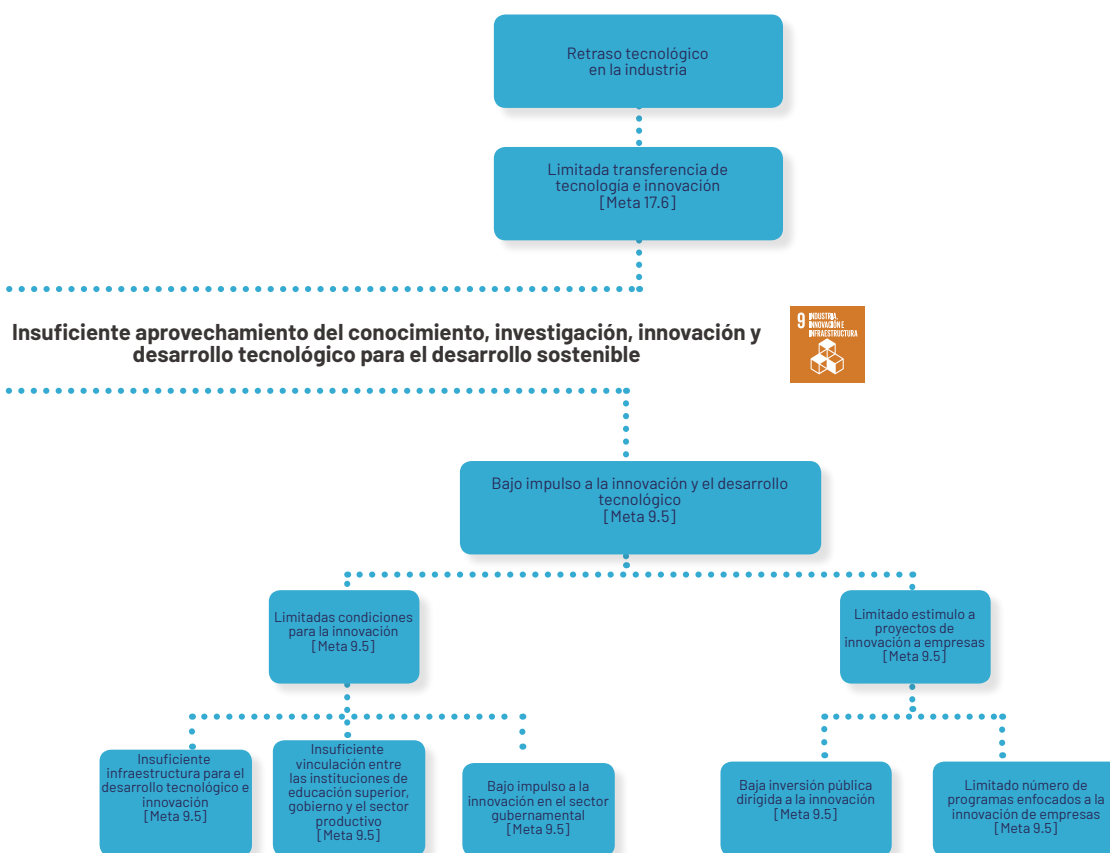 Retraso tecnológico
en la industria
Limitada transferencia de
tecnología e innovación
[Meta 17.6]
Insuficiente aprovechamiento del conocimiento, investigación, innovación y
desarrollo tecnológico para el desarrollo sostenible
9 INDUSTRIA,
INNOVACIÓN E
INFRAESTRUCTURA
Bajo impulso a la innovación y el desarrollo
tecnológico
[Meta 9.5]
Limitadas condiciones
para la innovación
[Meta 9.5]
Limitado estimulo a
proyectos de
innovación a empresas
[Meta 9.5]
Insuficiente
infraestructura para el
desarrollo tecnológico e
innovación
[Meta 9.5]
Insuficiente
vinculación entre
las instituciones de
educación superior,
gobierno y el sector
productivo
[Meta 9.5]
Bajo impulso a la
innovación en el sector
gubernamental
[Meta 9.5]
Baja inversión pública
dirigida a la innovación
[Meta 9.5]
Limitado número de
programas enfocados a la
innovación de empresas
[Meta 9.5]